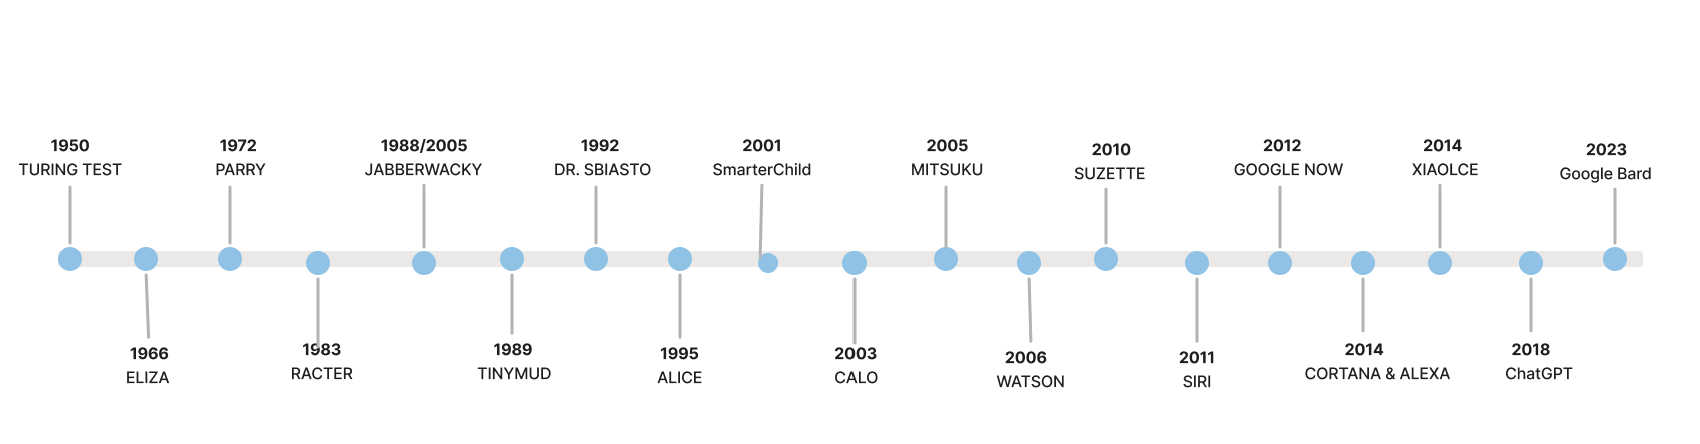 1950
TURING TEST
1966
ELIZA
1972
PARRY
1983
RACTER
1988/2005
JABBERWACKY
1989
TINYMUD
1992
DR. SBIASTO
1995
ALICE
2001
SmarterChild
2003
CALO
2005
MITSUKU
2006
WATSON
2010
SUZETTE
2011
SIRI
2012
GOOGLE NOW
2014
CORTANA & ALEXA
2014
XIAOLCE
2018
ChatGPT
2023
Google Bard